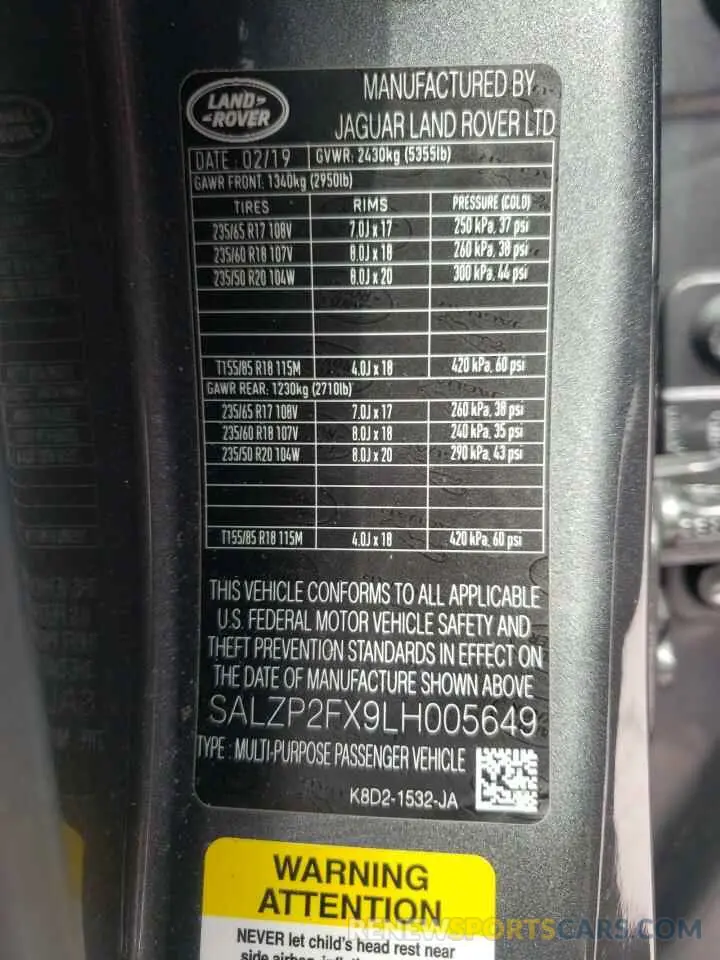 LAND-
-ROVER
MANUFACTURED BY
JAGUAR LAND ROVER LTD
DATE : 02/19 GVWR: 2430kg (5355lb)
GAWR FRONT: 1340kg (2950lb)
TIRES RIMS PRESSURE (COLD)
235/65 R17 108V 7.0J x 17 250 kPa, 37 psi
235/60 R18 107V 8.0J x 18 260 kPa, 38 psi
235/50 R20 104W 8.0J x 20 300 kPa, 44 psi
T155/85 R18 115M 4.0J x 18 420 kPa, 60 psi
GAWR REAR: 1230kg (2710lb)
235/65 R17 108V 7.0J x 17 260 kPa, 38 psi
235/60 R18 107V 8.0J x 18 240 kPa, 35 psi
235/50 R20 104W 8.0J x 20 290 kPa, 43 psi
T155/85 R18 115M 4.0J x 18 420 kPa, 60 psi
THIS VEHICLE CONFORMS TO ALL APPLICABLE
U.S. FEDERAL MOTOR VEHICLE SAFETY AND
THEFT PREVENTION STANDARDS IN EFFECT ON
THE DATE OF MANUFACTURE SHOWN ABOVE
SALZP2FX9LH005649
TYPE : MULTI-PURPOSE PASSENGER VEHICLE
K8D2-1532-JA
WARNING
ATTENTION
NEVER let child's head rest near
RENEWSPORTSCARS.COM